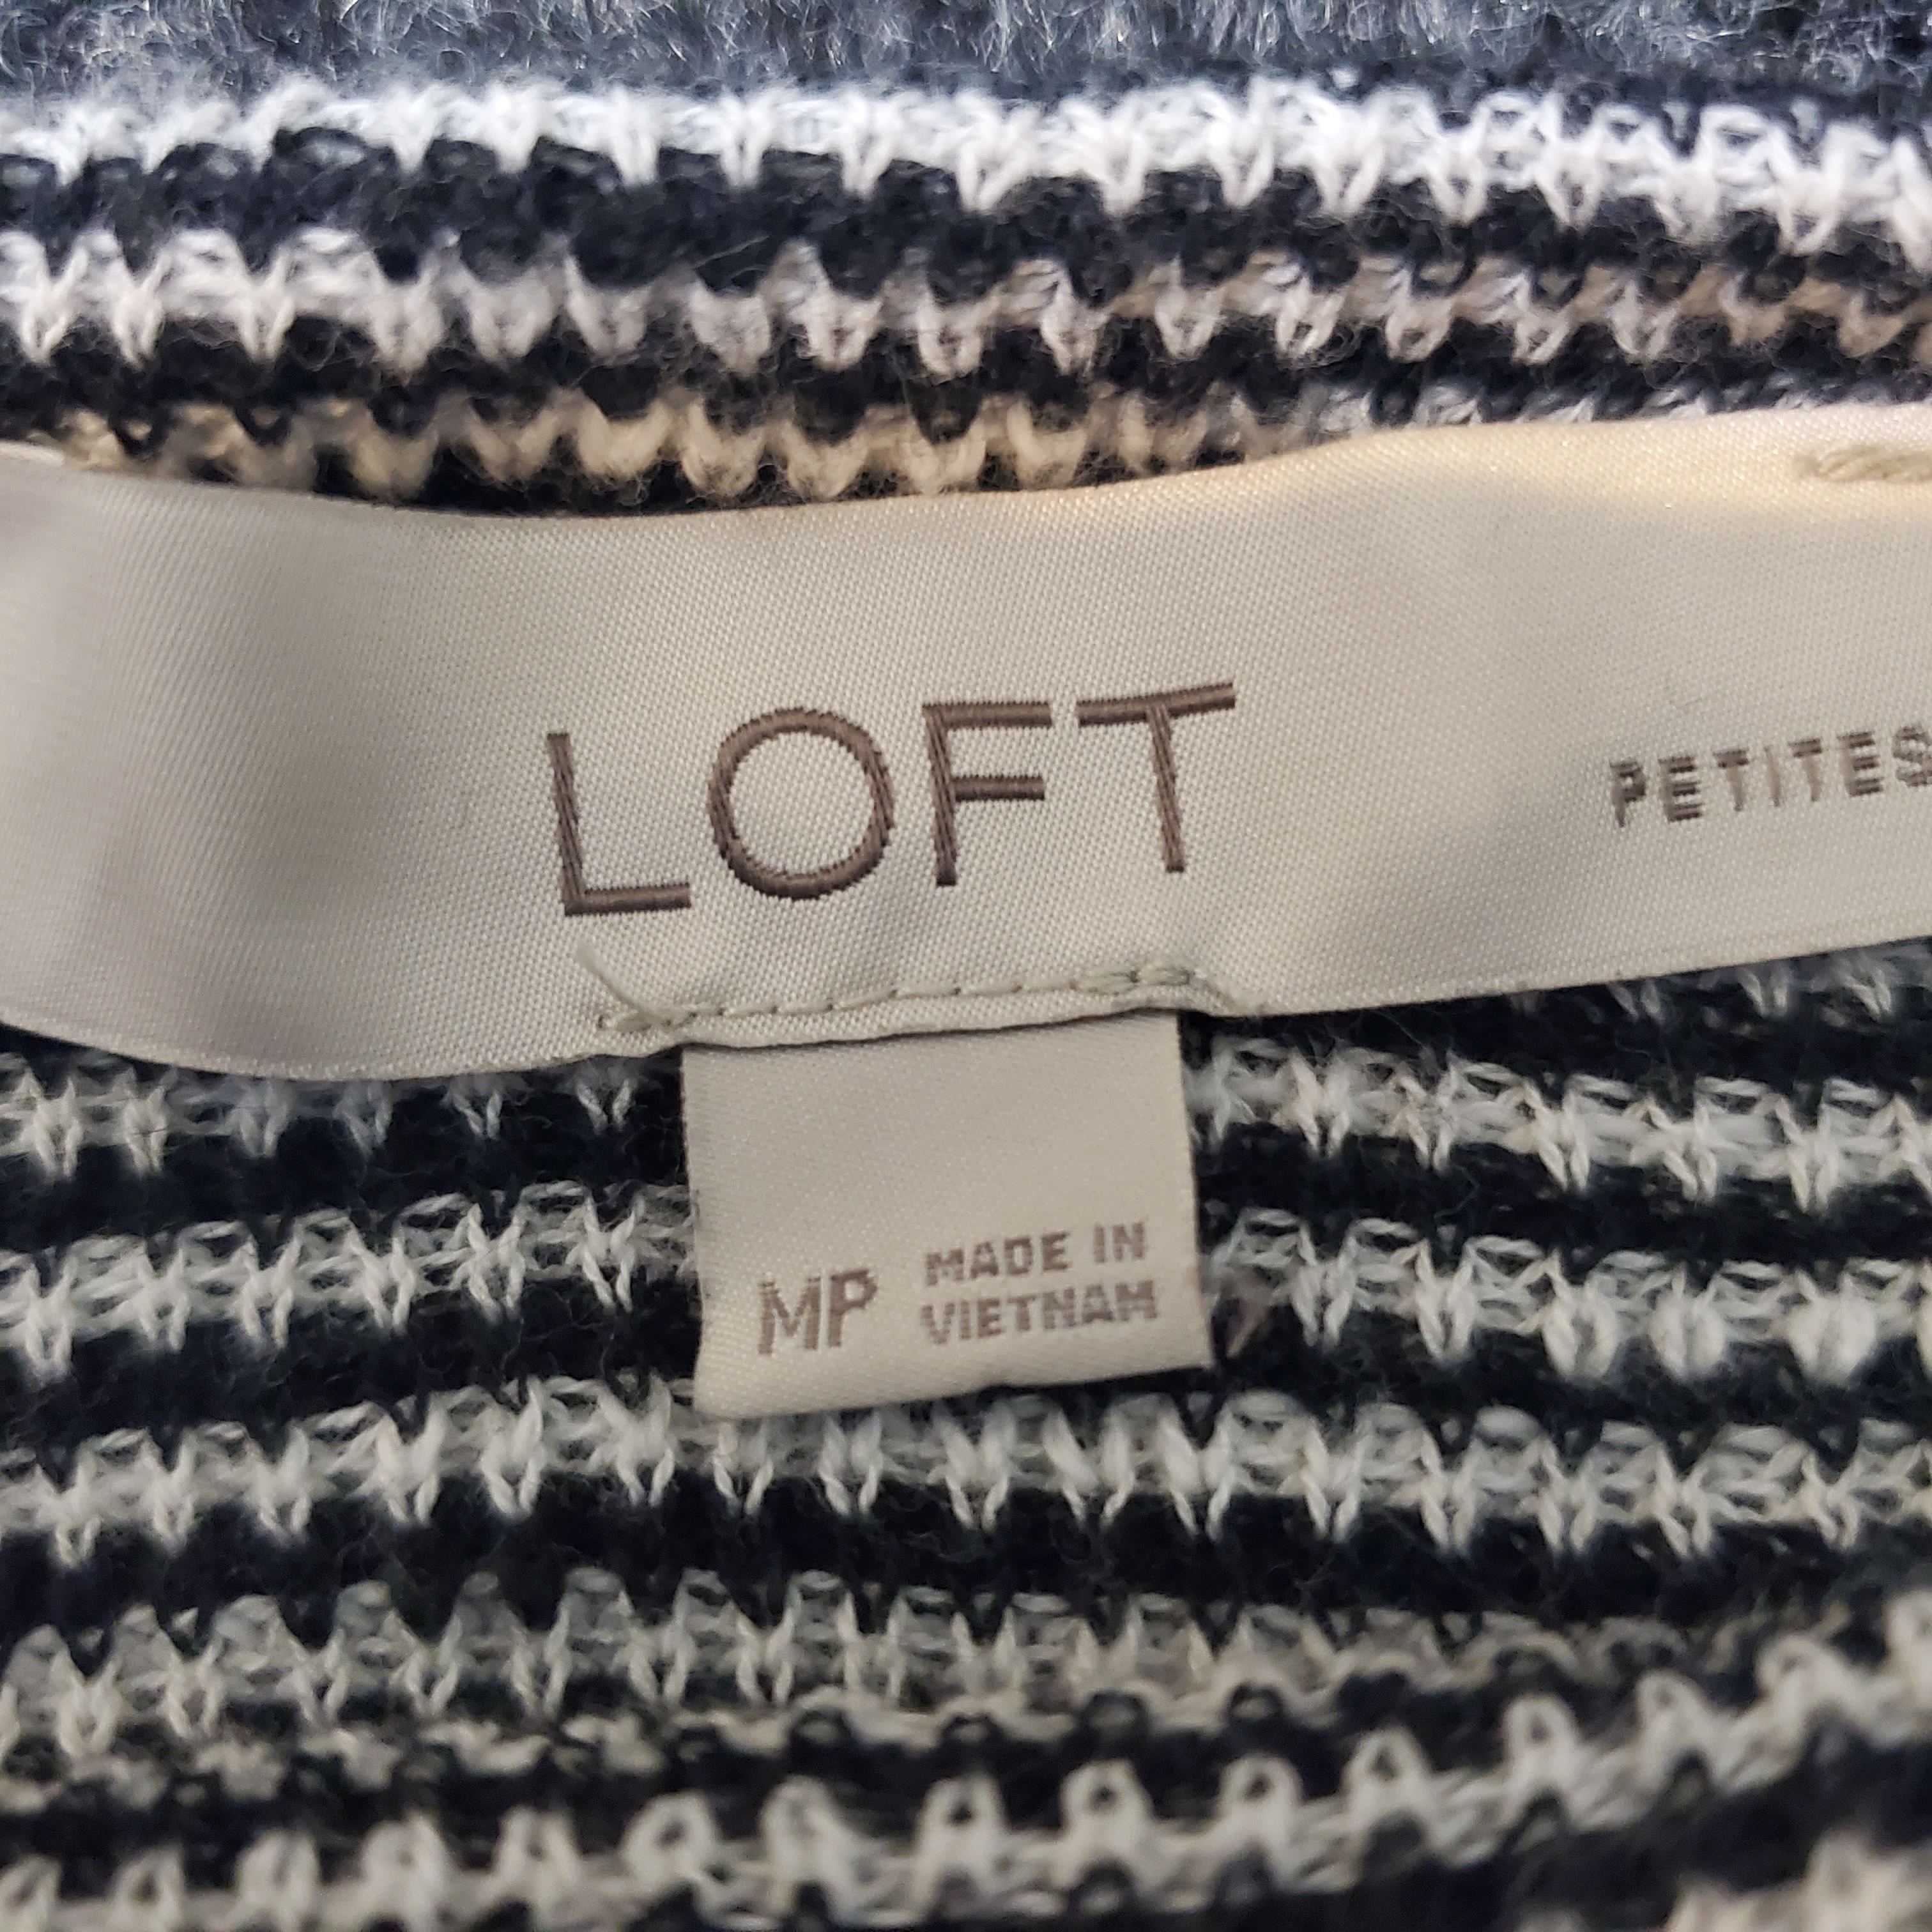 LOFT
PETITES
MP
MADE IN
VIETNAM